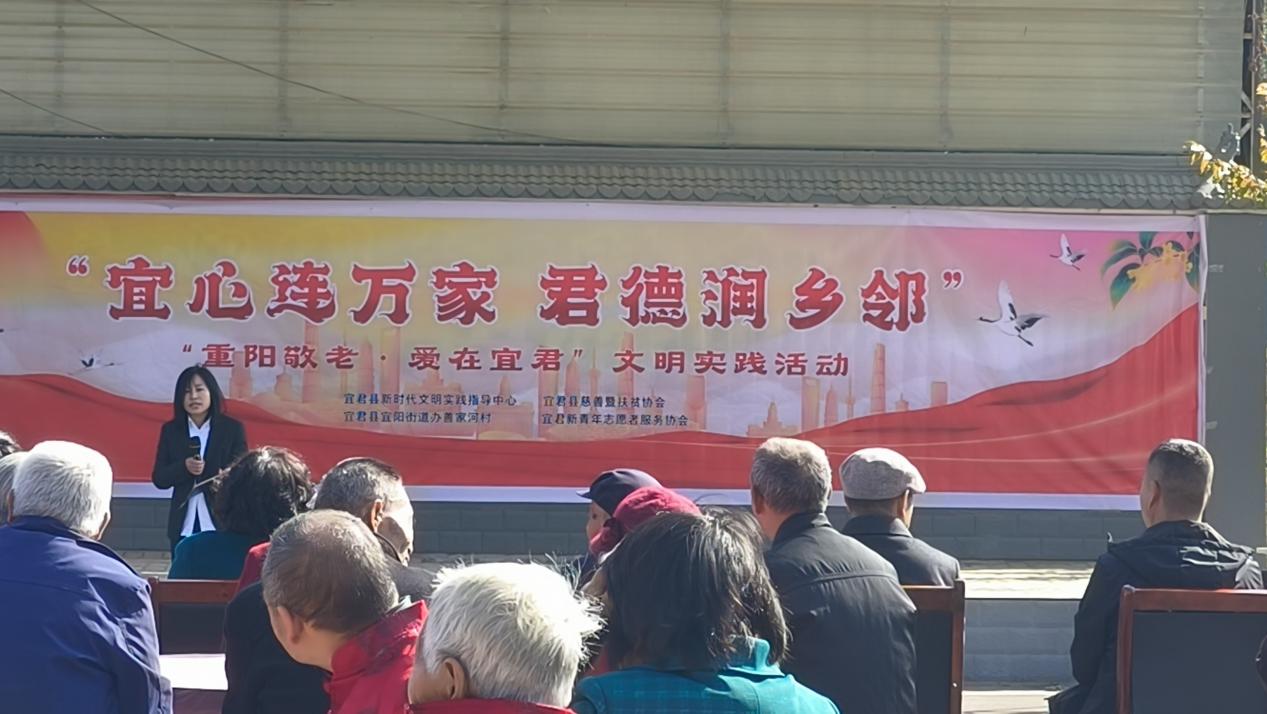 “宜心连万家 君德润乡邻”
“重阳敬老·爱在宜君”文明实践活动
宜君县新时代文明实践指导中心 宜君县慈善暨扶贫协会
宜君县宜阳街道办善家河村 宜君新青年志愿者服务协会